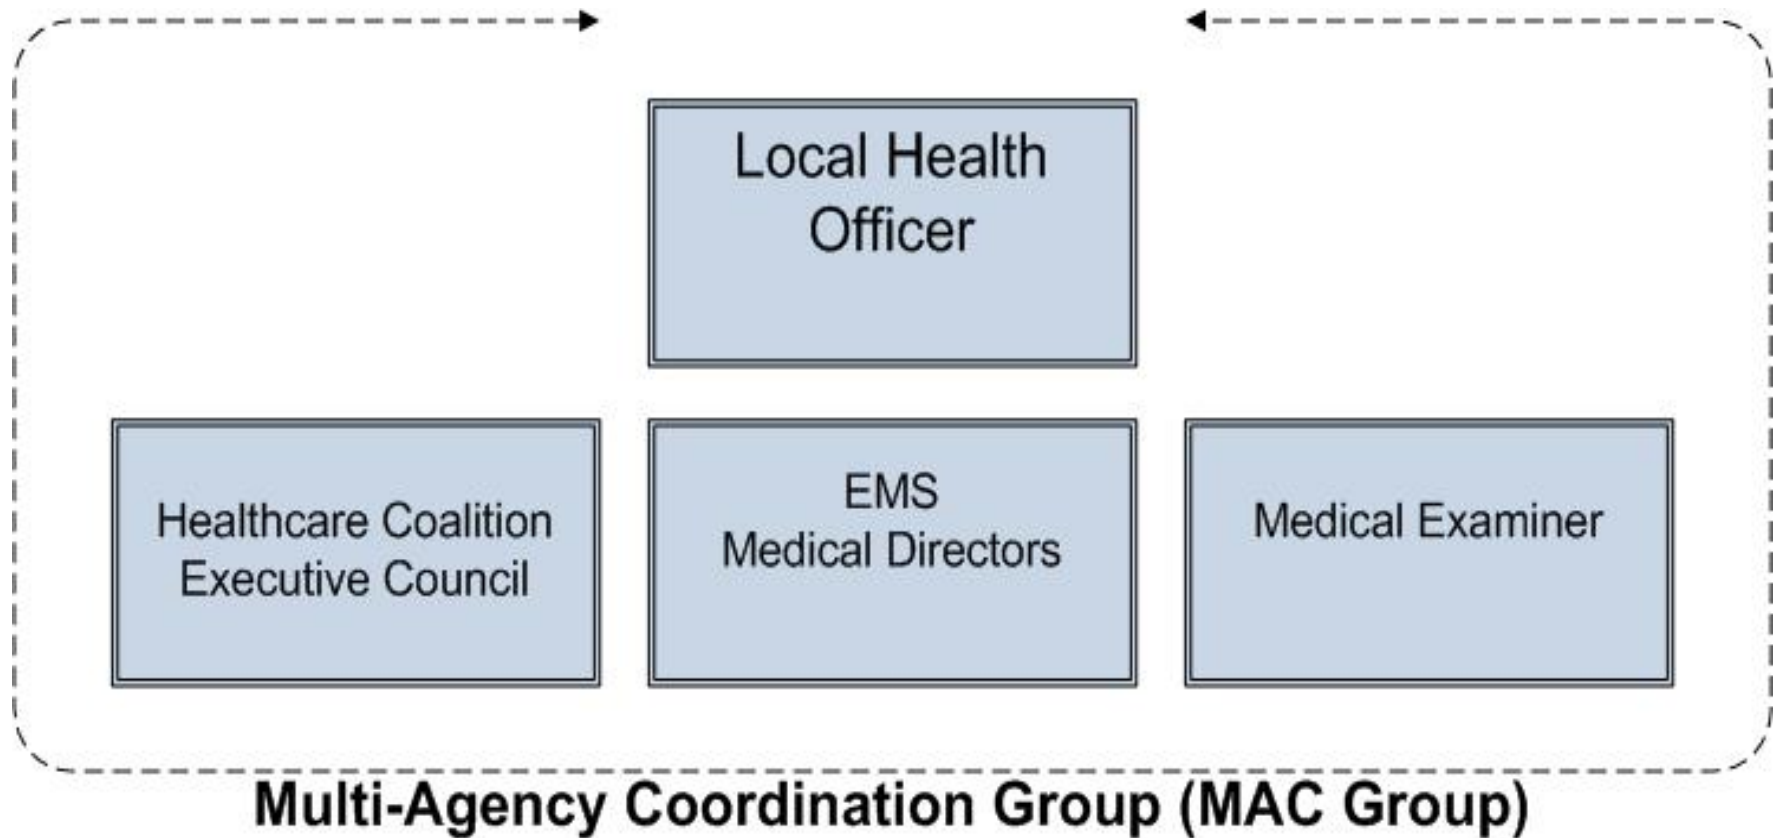 Local Health
Officer
Healthcare Coalition
Executive Council
EMS
Medical Directors
Medical Examiner
Multi-Agency Coordination Group (MAC Group)